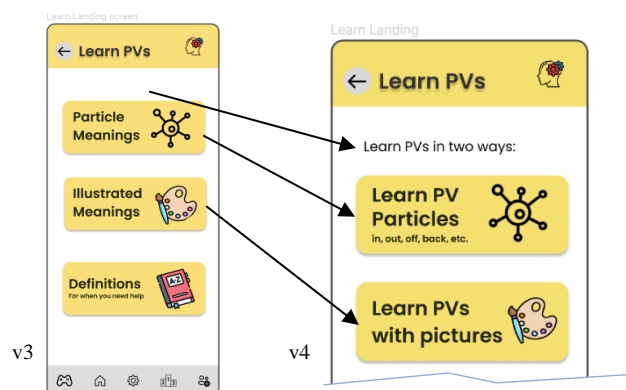 Learn Landing screen
Learn PVs
Particle
Meanings
Illustrated
Meanings
Definitions
For when you need help
A-Z
v3
Learn Landing
Learn PVs
Learn PVs in two ways:
Learn PV
Particles
in, out, off, back, etc.
Learn PVs
with pictures
v4